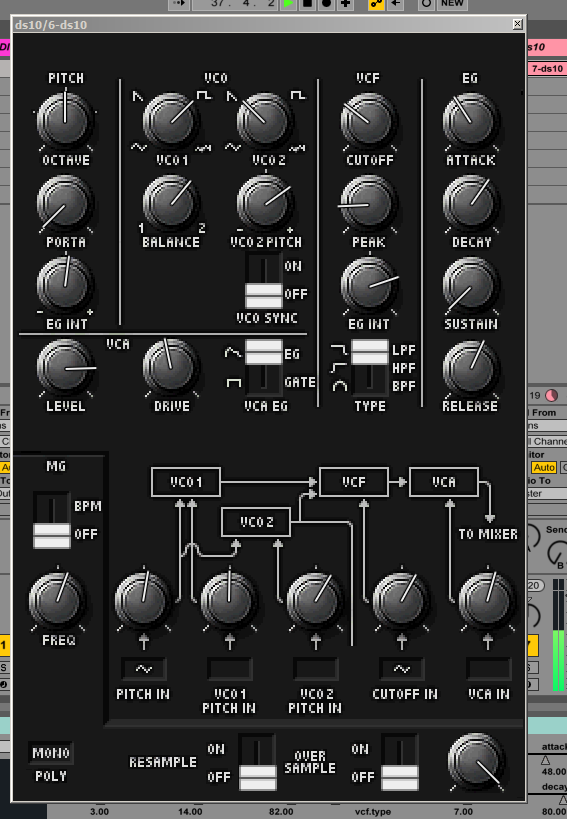 37. 4. 2
NEW
ds10/6-ds10
s10
7-ds10
PITCH
VCO
VCF
EG
OCTAVE
VCO 1
VCO 2
CUTOFF
ATTACK
PORTA
1
2
BALANCE
- +
VCO 2 PITCH
PEAK
DECAY
ON
OFF
VCO SYNC
- +
EG INT
EG INT
SUSTAIN
VCA
EG
GATE
LPF
HPF
BPF
LEVEL
DRIVE
VCA EG
TYPE
RELEASE
19
l From
ll Channe
Auto
io To
Send
MG
BPM
OFF
FREQ
VCO 1
VCF
VCA
VCO 2
TO MIXER
PITCH IN
VCO 1
PITCH IN
VCO 2
PITCH IN
CUTOFF IN
VCA IN
MONO
POLY
RESAMPLE
ON
OFF
OVER
SAMPLE
ON
OFF
attack
48.00
decay
3.00
14.00
82.00
vcf.type
7.00
80.00